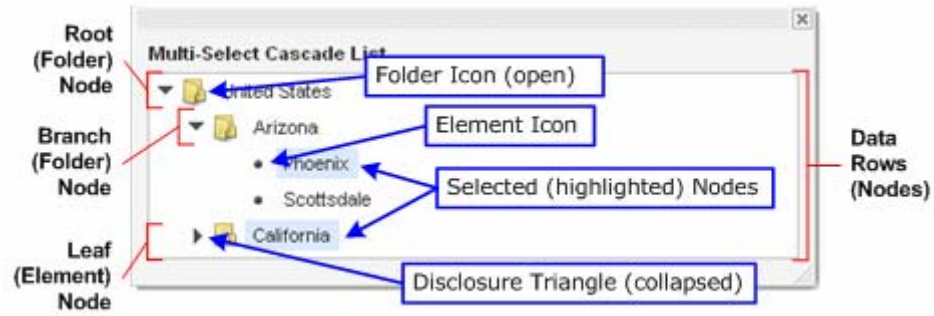 Root
(Folder)
Node
Multi-Select Cascade List
Folder Icon (open)
United States
Branch
(Folder)
Node
Arizona
Element Icon
Phoenix
Data
Rows
(Nodes)
Selected (highlighted) Nodes
Scottsdale
Leaf
(Element)
Node
California
Disclosure Triangle (collapsed)